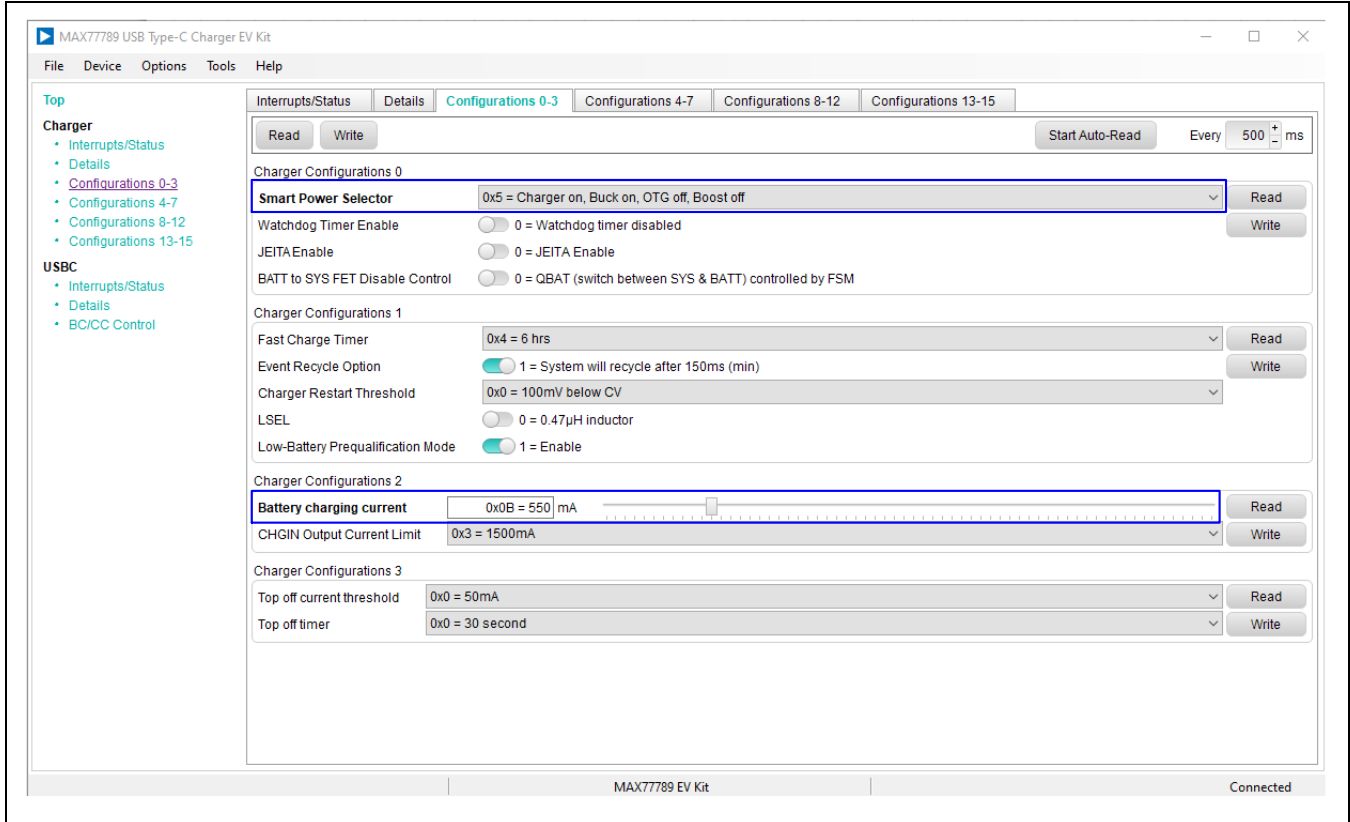 MAX77789 USB Type-C Charger EV Kit
File Device Options Tools Help
Top
Charger
• Interrupts/Status
• Details
• Configurations 0-3
• Configurations 4-7
• Configurations 8-12
• Configurations 13-15
USBC
• Interrupts/Status
• Details
• BC/CC Control
Interrupts/Status Details Configurations 0-3 Configurations 4-7 Configurations 8-12 Configurations 13-15
Read Write Start Auto-Read Every 500 + - ms
Charger Configurations 0
Smart Power Selector 0x5 = Charger on, Buck on, OTG off, Boost off Read
Watchdog Timer Enable 0 = Watchdog timer disabled Write
JEITA Enable 0 = JEITA Enable
BATT to SYS FET Disable Control 0 = QBAT (switch between SYS & BATT) controlled by FSM
Charger Configurations 1
Fast Charge Timer 0x4 = 6 hrs Read
Event Recycle Option 1 = System will recycle after 150ms (min) Write
Charger Restart Threshold 0x0 = 100mV below CV
LSEL 0 = 0.47µH inductor
Low-Battery Prequalification Mode 1 = Enable
Charger Configurations 2
Battery charging current 0x0B = 550 mA Read
CHGIN Output Current Limit 0x3 = 1500mA Write
Charger Configurations 3
Top off current threshold 0x0 = 50mA Read
Top off timer 0x0 = 30 second Write
MAX77789 EV Kit Connected